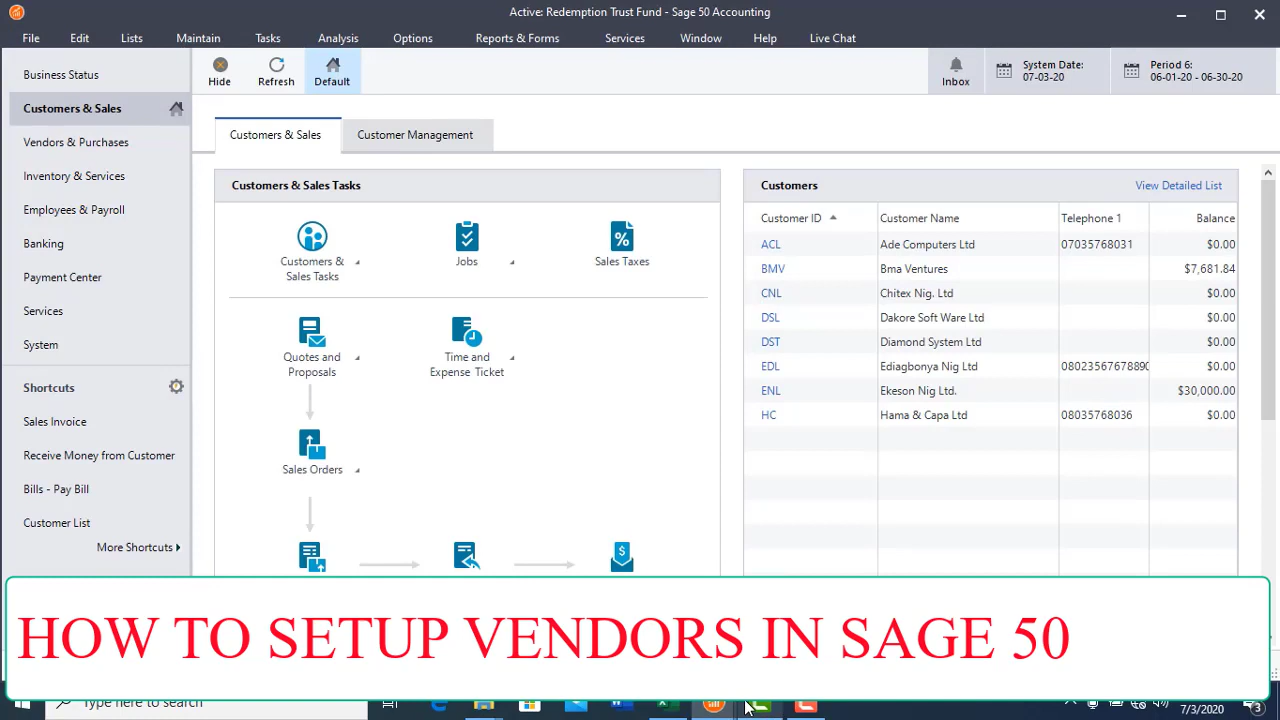 Active: Redemption Trust Fund - Sage 50 Accounting
File Edit Lists Maintain Tasks Analysis Options Reports & Forms Services Window Help Live Chat
Business Status
Customers & Sales
Vendors & Purchases
Inventory & Services
Employees & Payroll
Banking
Payment Center
Services
System
Shortcuts
Sales Invoice
Receive Money from Customer
Bills - Pay Bill
Customer List
More Shortcuts
Hide Refresh Default
Inbox
System Date:
07-03-20
Period 6:
06-01-20 - 06-30-20
Customers & Sales Customer Management
Customers & Sales Tasks
Customers &
Sales Tasks
Jobs
Sales Taxes
Quotes and
Proposals
Time and
Expense Ticket
Sales Orders
Customers View Detailed List
Customer ID Customer Name Telephone 1 Balance
ACL Ade Computers Ltd 07035768031 $0.00
BMV Bma Ventures $7,681.84
CNL Chitex Nig. Ltd $0.00
DSL Dakore Soft Ware Ltd $0.00
DST Diamond System Ltd $0.00
EDL Ediagbonya Nig Ltd $0.00
ENL Ekeson Nig Ltd. $30,000.00
HC Hama & Capa Ltd 08035768036 $0.00
HOW TO SETUP VENDORS IN SAGE 50
Type here to search
7/3/2020
3